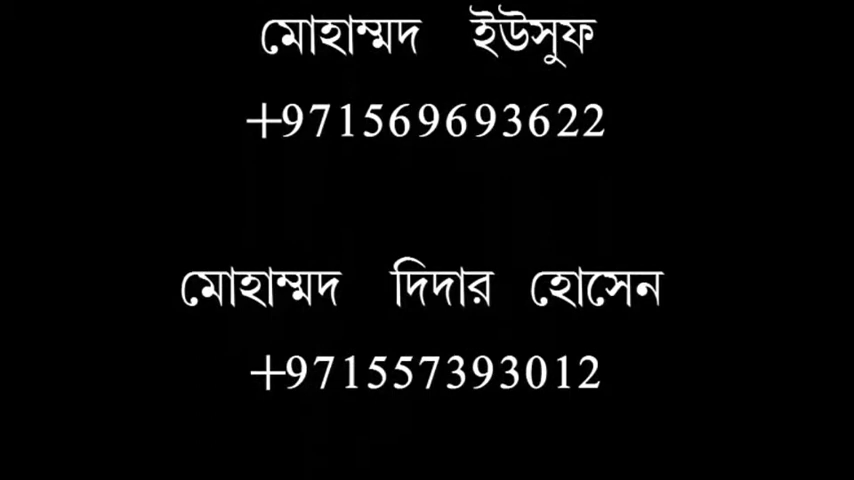 মোহাম্মদ ইউসুফ
+971569693622
মোহাম্মদ দিদার হোসেন
+971557393012